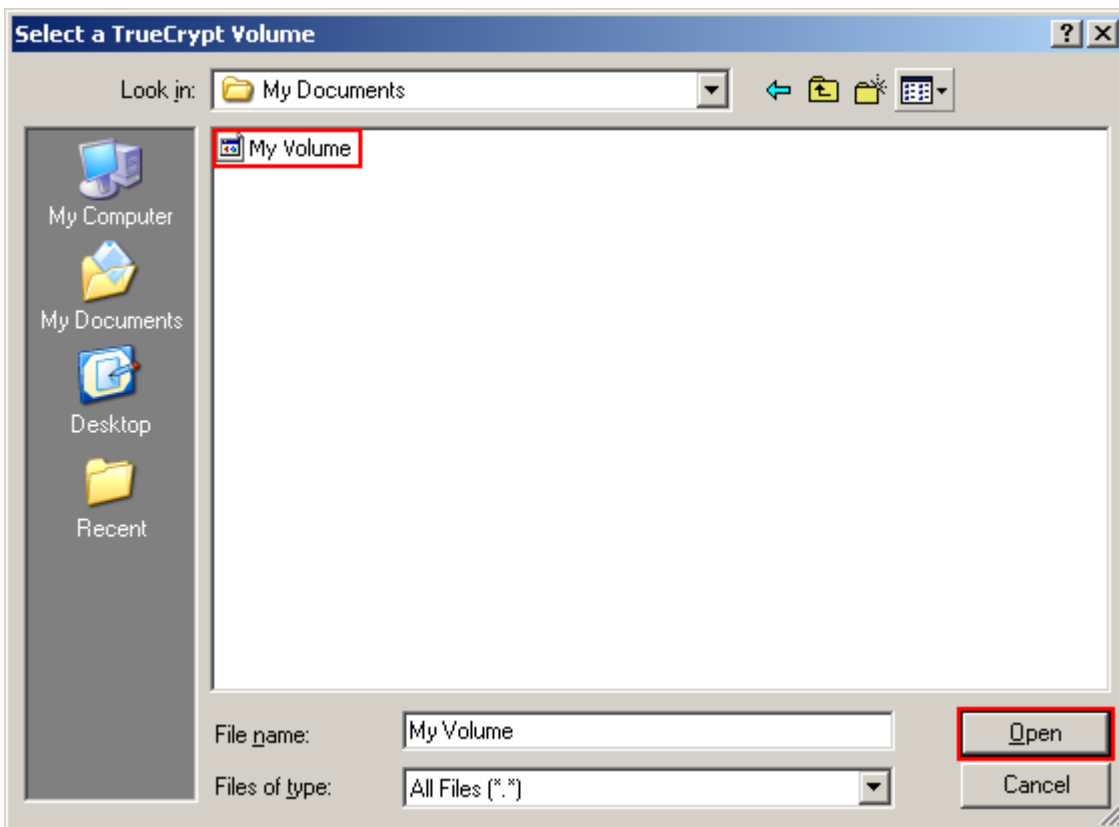 Select a TrueCrypt Volume
Look in: My Documents
My Volume
My Computer
My Documents
Desktop
Recent
File name: My Volume Open
Files of type: All Files (*.*) Cancel